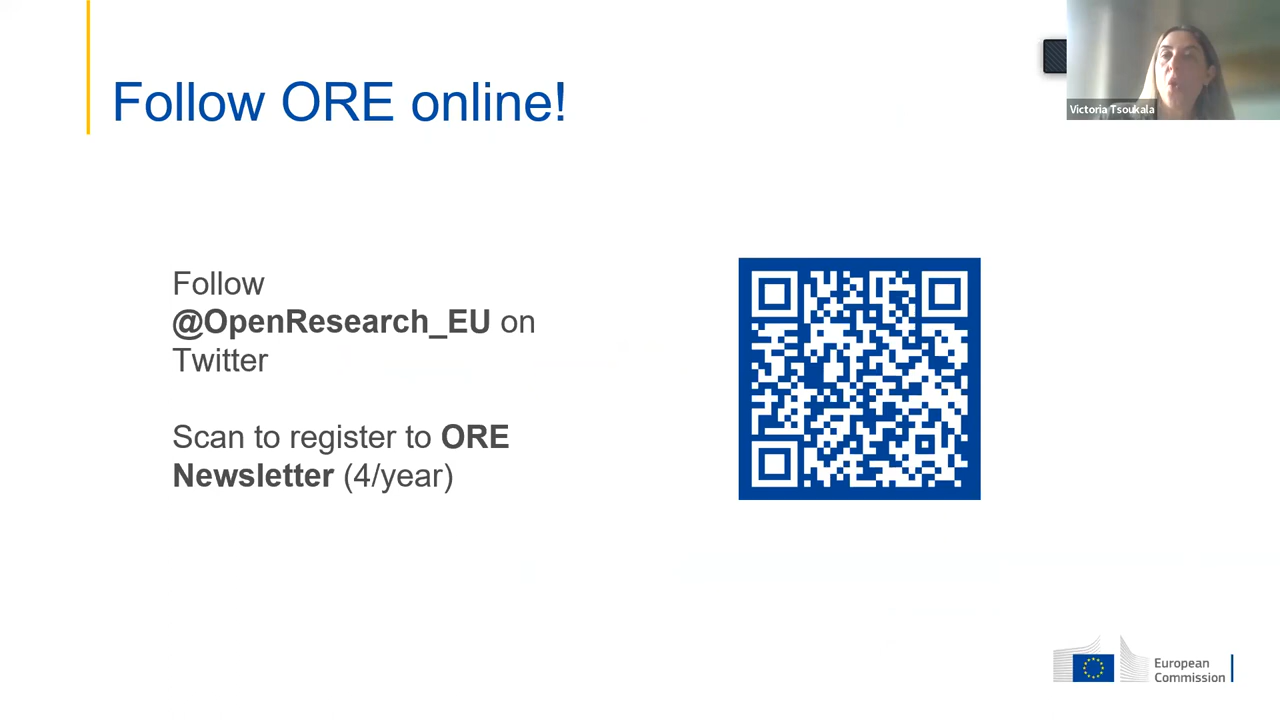 Follow ORE online!
Victoria Tsoukala
Follow
@OpenResearch_EU on
Twitter
Scan to register to ORE
Newsletter (4/year)
European
Commission